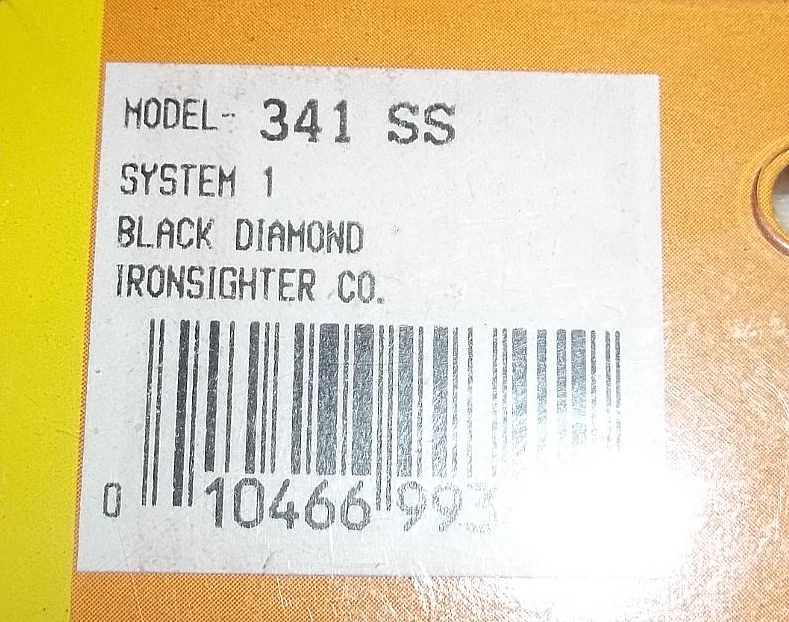 MODEL- 341 SS
SYSTEM 1
BLACK DIAMOND
IRONSIGHTER CO.
0 10466 993